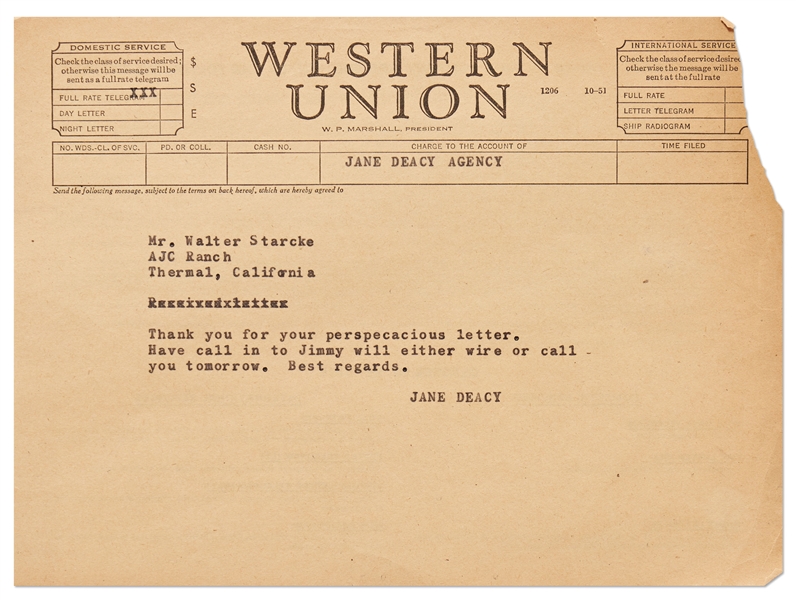 DOMESTIC SERVICE
Check the class of service desired;
otherwise this message will be
sent as a full rate telegram
FULL RATE TELEGRAM XXX
DAY LETTER
NIGHT LETTER
$
S
E
WESTERN
UNION
1206 10-51
W. P. MARSHALL, PRESIDENT
INTERNATIONAL SERVICE
Check the class of service desired
otherwise the message will be
sent at the full rate
FULL RATE
LETTER TELEGRAM
SHIP RADIOGRAM
NO. WDS.-CL. OF SVC. PD. OR COLL. CASH NO. CHARGE TO THE ACCOUNT OF TIME FILED
JANE DEACY AGENCY
Send the following message, subject to the terms on back hereof, which are hereby agreed to
Mr. Walter Starcke
AJC Ranch
Thermal, California
Received letter
Thank you for your perspecacious letter.
Have call in to Jimmy will either wire or call -
you tomorrow. Best regards.
JANE DEACY